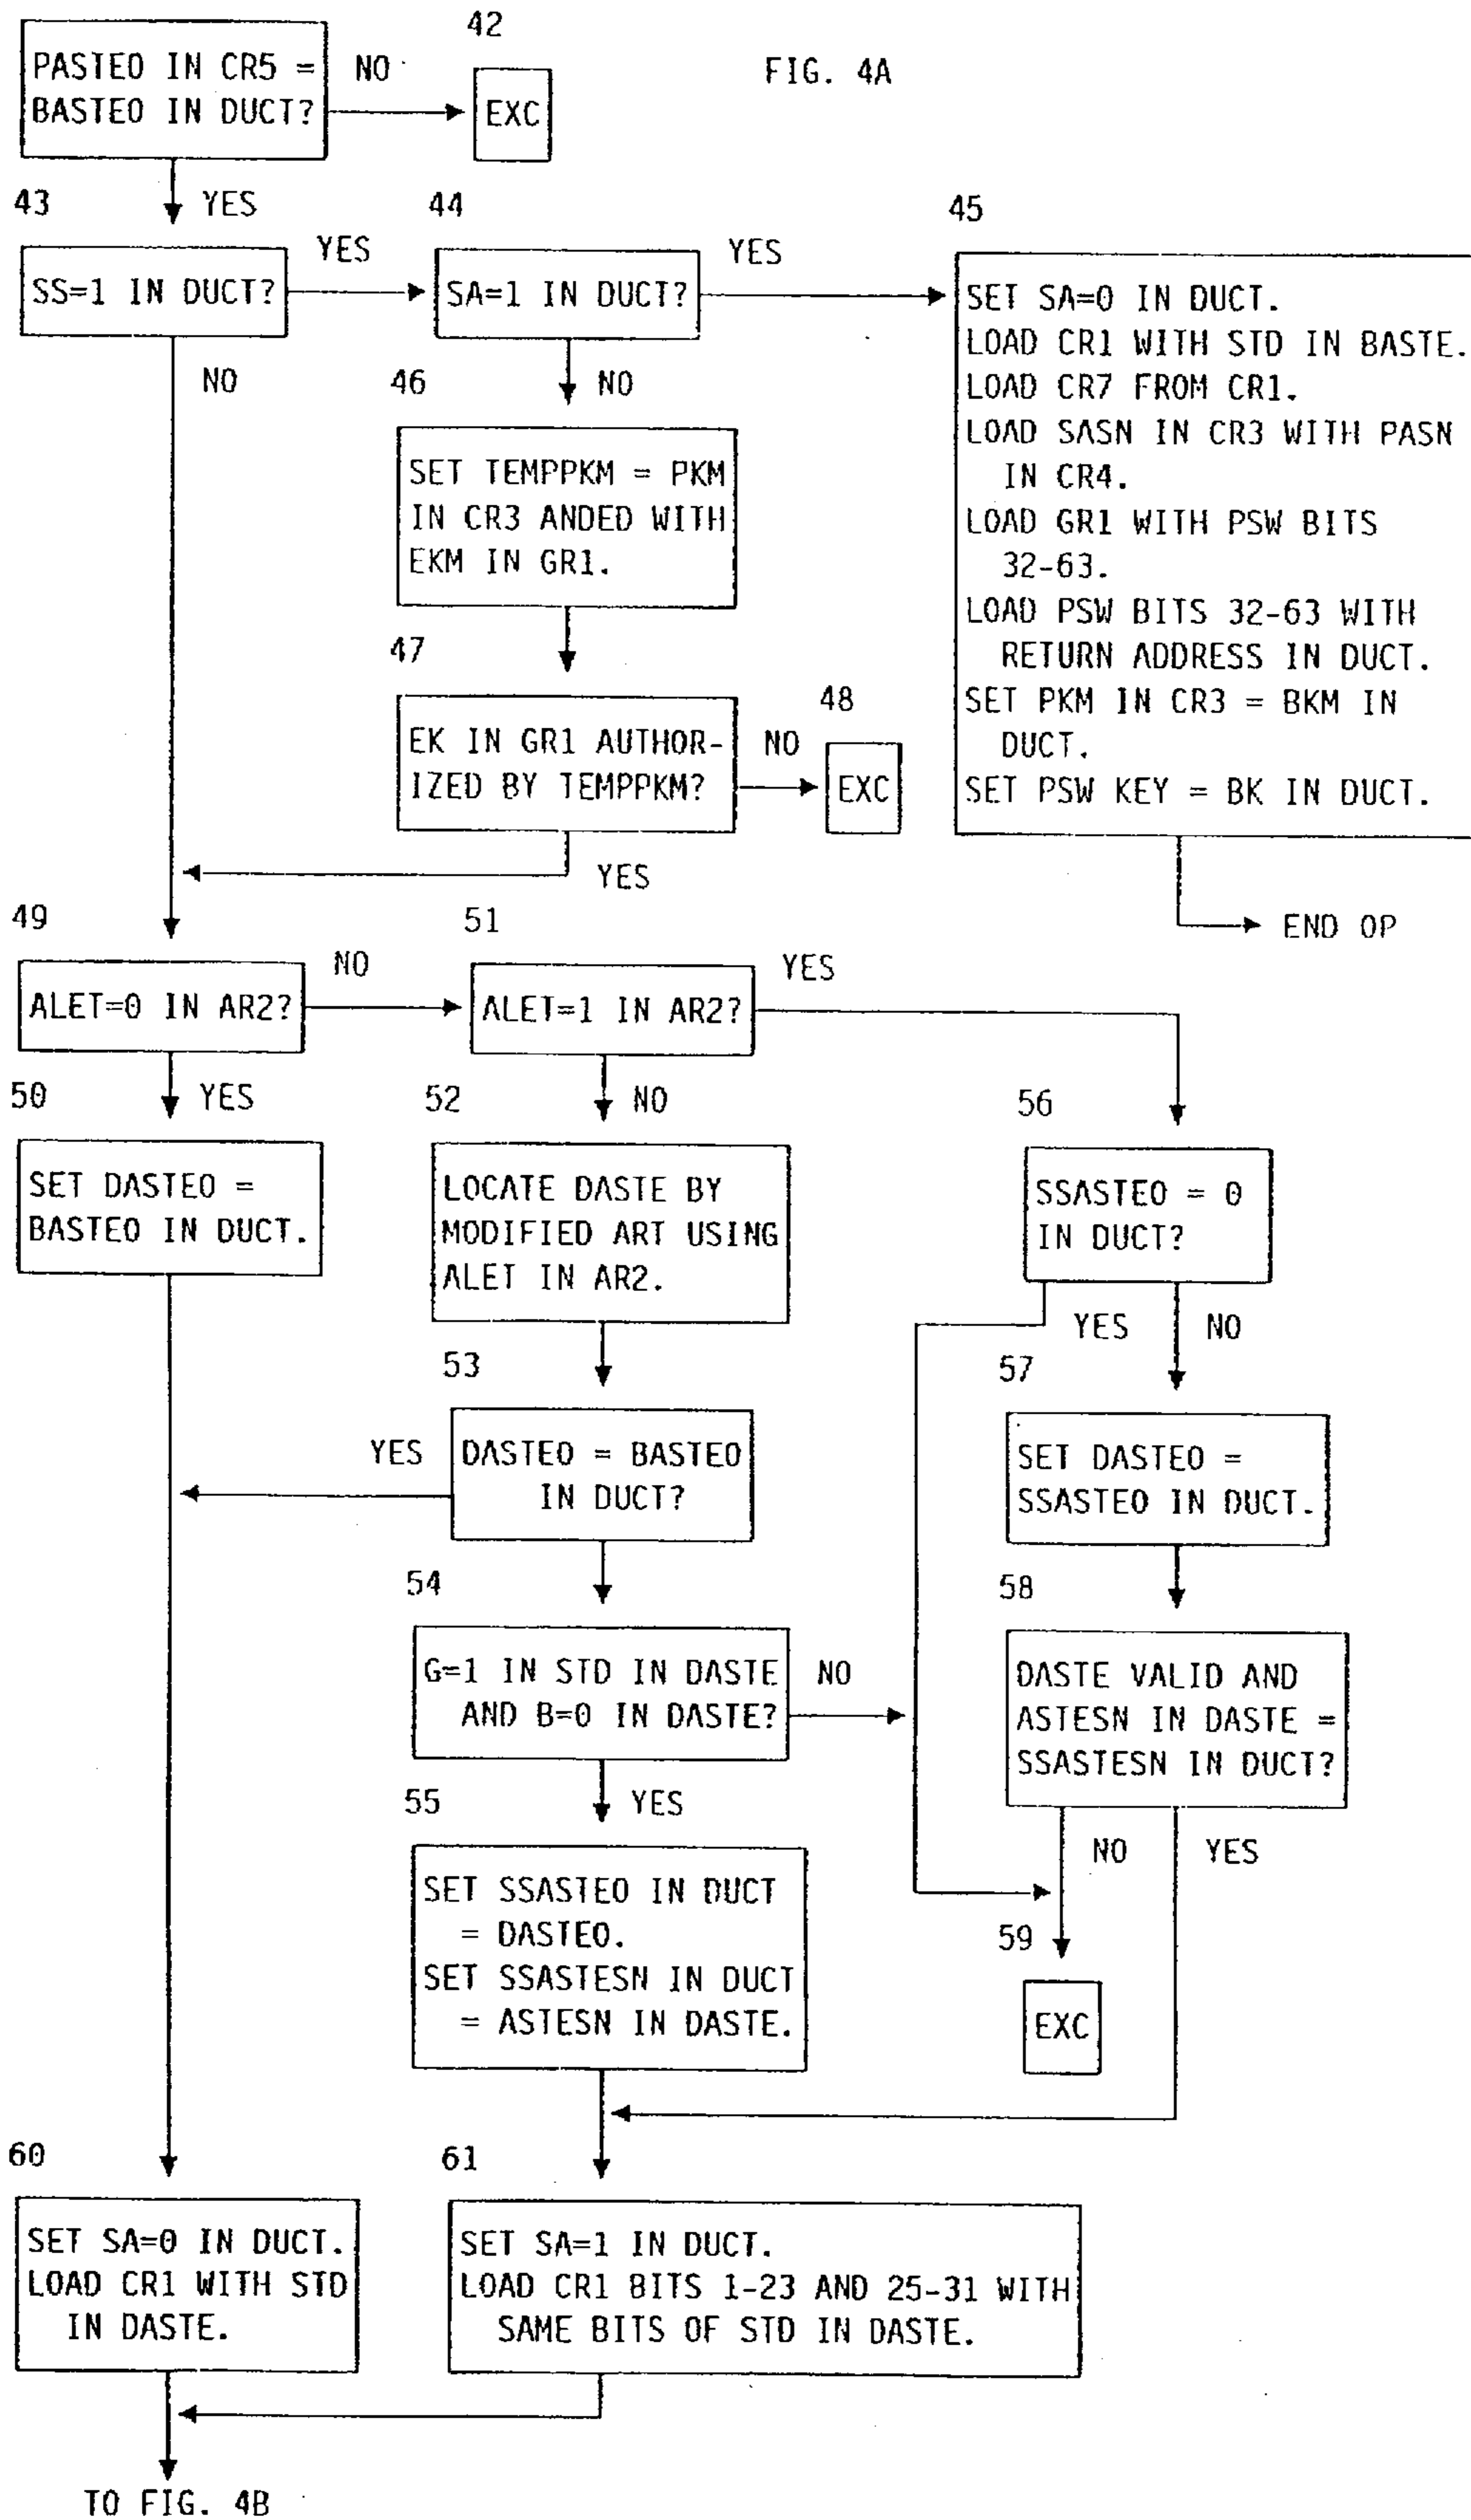 42
PASTEO IN CR5 =
BASTEO IN DUCT?
NO
EXC
FIG. 4A
YES
43
SS=1 IN DUCT?
YES
NO
44
SA=1 IN DUCT?
YES
NO
45
SET SA=0 IN DUCT.
LOAD CR1 WITH STD IN BASTE.
LOAD CR7 FROM CR1.
LOAD SASN IN CR3 WITH PASN
IN CR4.
LOAD GR1 WITH PSW BITS
32-63.
LOAD PSW BITS 32-63 WITH
RETURN ADDRESS IN DUCT.
SET PKM IN CR3 = BKM IN
DUCT.
SET PSW KEY = BK IN DUCT.
END OP
46
SET TEMPPKM = PKM
IN CR3 ANDED WITH
EKM IN GR1.
47
EK IN GR1 AUTHOR-
IZED BY TEMPPKM?
NO
48
EXC
YES
49
ALET=0 IN AR2?
NO
YES
51
ALET=1 IN AR2?
YES
NO
50
SET DASTEO =
BASTEO IN DUCT.
52
LOCATE DASTE BY
MODIFIED ART USING
ALET IN AR2.
56
SSASTEO = 0
IN DUCT?
YES
NO
53
DASTEO = BASTEO
IN DUCT?
YES
57
SET DASTEO =
SSASTEO IN DUCT.
54
G=1 IN STD IN DASTE
AND B=0 IN DASTE?
NO
YES
58
DASTE VALID AND
ASTESN IN DASTE =
SSASTESN IN DUCT?
NO
YES
55
SET SSASTEO IN DUCT
= DASTEO.
SET SSASTESN IN DUCT
= ASTESN IN DASTE.
59
EXC
60
SET SA=0 IN DUCT.
LOAD CR1 WITH STD
IN DASTE.
61
SET SA=1 IN DUCT.
LOAD CR1 BITS 1-23 AND 25-31 WITH
SAME BITS OF STD IN DASTE.
TO FIG. 4B